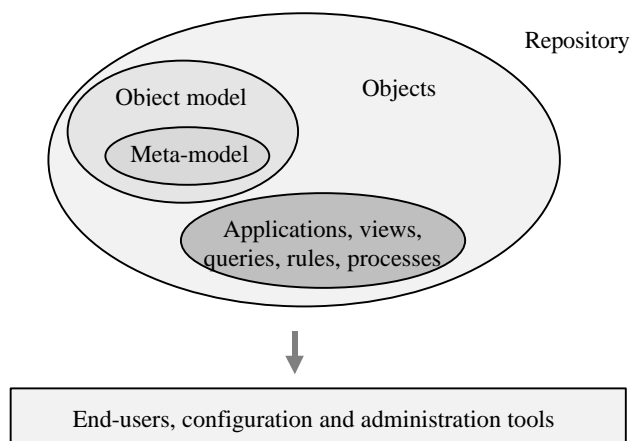 Repository
Object model
Objects
Meta-model
Applications, views,
queries, rules, processes
End-users, configuration and administration tools